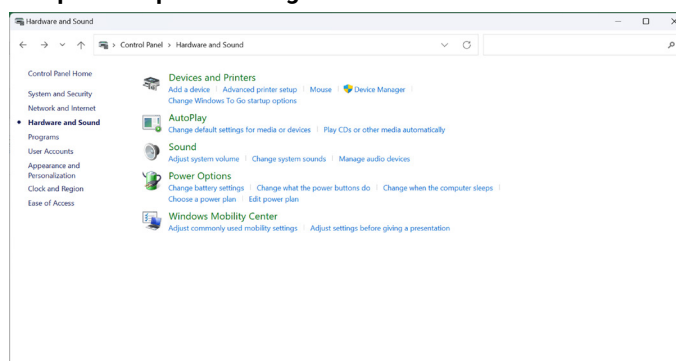 Hardware and Sound
Control Panel > Hardware and Sound
Control Panel Home
System and Security
Network and Internet
Hardware and Sound
Programs
User Accounts
Appearance and
Personalization
Clock and Region
Ease of Access
Devices and Printers
Add a device | Advanced printer setup | Mouse | Device Manager |
Change Windows To Go startup options
AutoPlay
Change default settings for media or devices | Play CDs or other media automatically
Sound
Adjust system volume | Change system sounds | Manage audio devices
Power Options
Change battery settings | Change what the power buttons do | Change when the computer sleeps |
Choose a power plan | Edit power plan
Windows Mobility Center
Adjust commonly used mobility settings | Adjust settings before giving a presentation